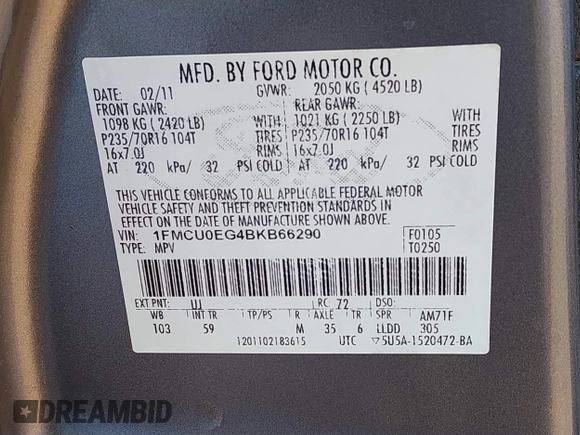 MFD. BY FORD MOTOR CO.
DATE: 02/11 GVWR: 2050 KG ( 4520 LB)
FRONT GAWR: REAR GAWR:
1098 KG ( 2420 LB) WITH 1021 KG ( 2250 LB) WITH
P235/70R16 104T TIRES P235/70R16 104T TIRES
16x7.0J RIMS 16x7.0J RIMS
AT 220 kPa/ 32 PSI COLD AT 220 kPa/ 32 PSI COLD
THIS VEHICLE CONFORMS TO ALL APPLICABLE FEDERAL MOTOR
VEHICLE SAFETY AND THEFT PREVENTION STANDARDS IN
EFFECT ON THE DATE OF MANUFACTURE SHOWN ABOVE.
VIN: 1FMCU0EG4BKB66290 F0105
TYPE: MPV T0250
EXT PNT: UJ RC: 72 DSO:
WB INT TR TP/PS R AXLE TR SPR AM71F
103 59 M 35 6 LLDD 305
1201102183615 UTC ▽5U5A-1520472-BA
DREAMBID